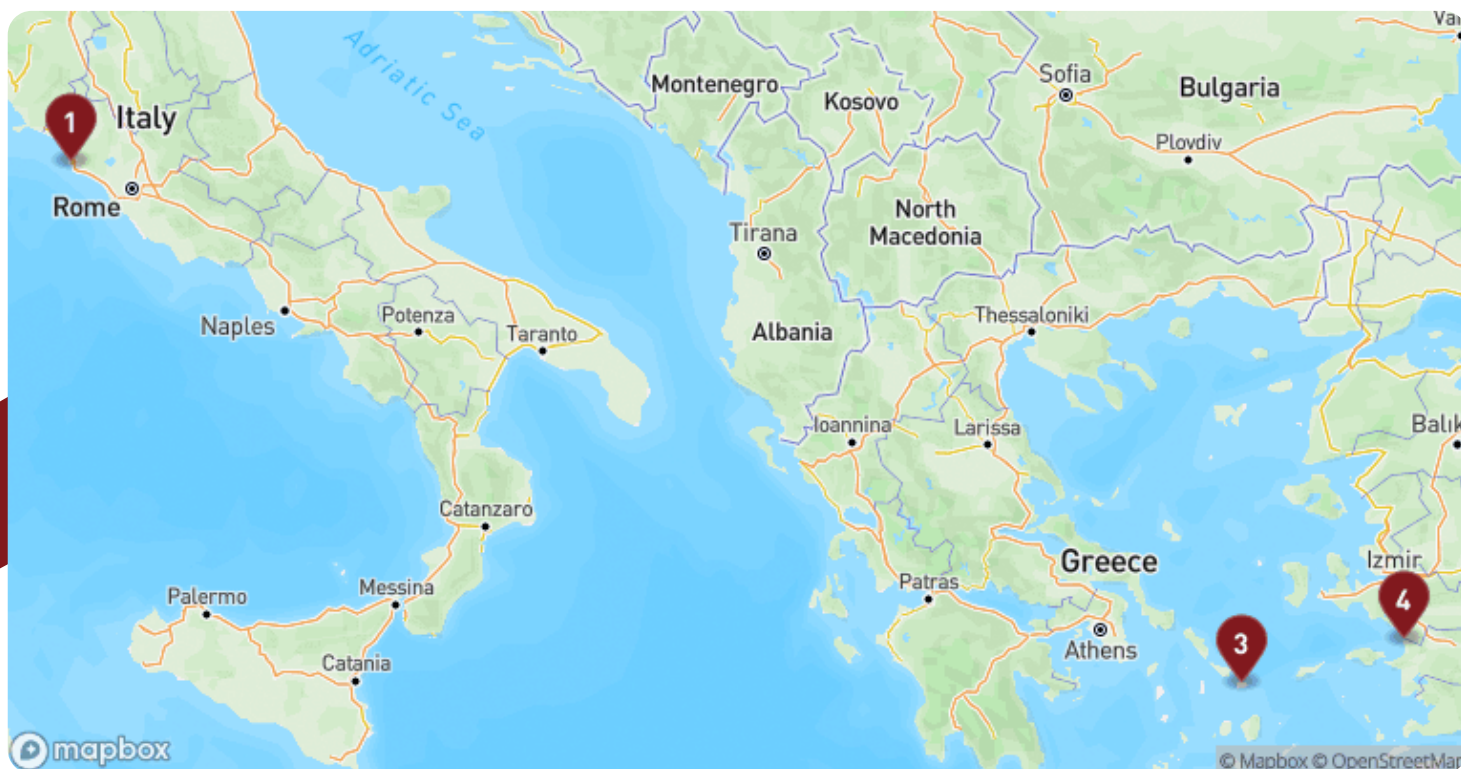 Va
Adriatic Sea
Montenegro
Sofia
Kosovo
Bulgaria
1
Italy
Plovdiv
Rome
North
Macedonia
Tirana
Naples
Potenza
Taranto
Albania
Thessaloniki
Ioannina
Larissa
Balık
Catanzaro
Greece
Izmir
Palermo
Messina
Patras
4
Athens
3
Catania
mapbox
© Mapbox © OpenStreetMap